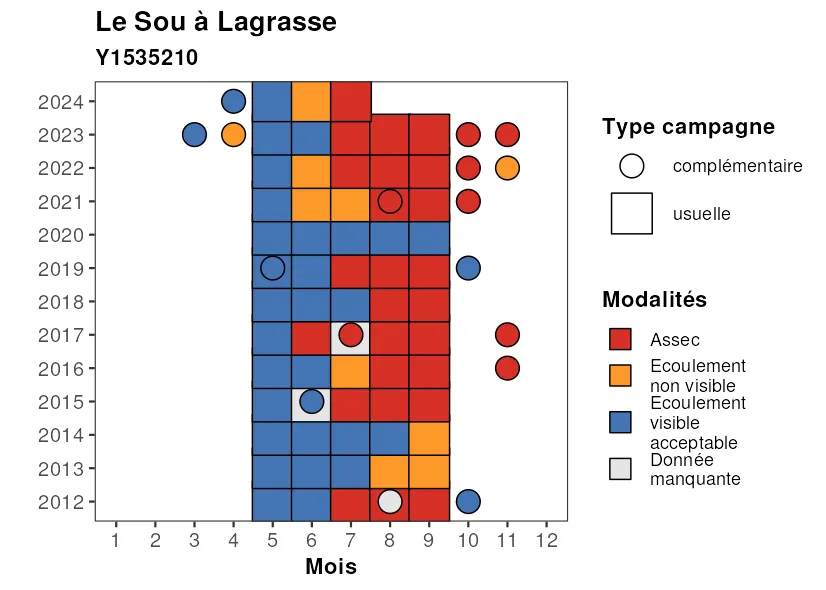 Le Sou à Lagrasse
Y1535210
2024
2023
2022
2021
2020
2019
2018
2017
2016
2015
2014
2013
2012
1 2 3 4 5 6 7 8 9 10 11 12
Mois
Type campagne
complémentaire
usuelle
Modalités
Assec
Ecoulement
non visible
Ecoulement
visible
acceptable
Donnée
manquante